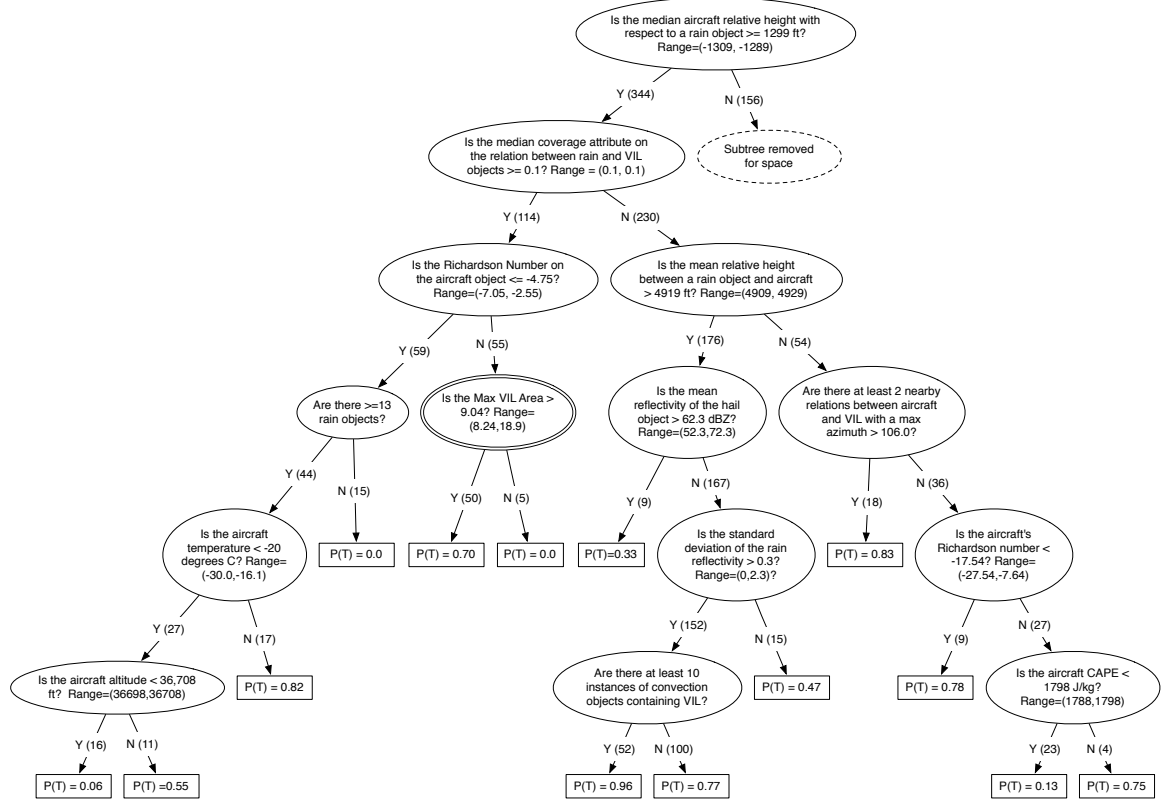 Is the median aircraft relative height with
respect to a rain object >= 1299 ft?
Range=(-1309, -1289)
Y (344)
N (156)
Is the median coverage attribute on
the relation between rain and VIL
objects >= 0.1? Range = (0.1, 0.1)
Subtree removed
for space
Y (114)
N (230)
Is the Richardson Number on
the aircraft object <= -4.75?
Range=(-7.05, -2.55)
Is the mean relative height
between a rain object and aircraft
> 4919 ft? Range=(4909, 4929)
Y (59)
N (55)
Y (176)
N (54)
Are there >=13
rain objects?
Is the Max VIL Area >
9.04? Range=
(8.24,18.9)
Is the mean
reflectivity of the hail
object > 62.3 dBZ?
Range=(52.3,72.3)
Are there at least 2 nearby
relations between aircraft
and VIL with a max
azimuth > 106.0?
Y (44)
N (15)
Y (50)
N (5)
Y (9)
N (167)
Y (18)
N (36)
Is the aircraft
temperature < -20
degrees C? Range=
(-30.0,-16.1)
P(T) = 0.0
P(T) = 0.70
P(T) = 0.0
P(T)=0.33
Is the standard
deviation of the rain
reflectivity > 0.3?
Range=(0,2.3)?
P(T) = 0.83
Is the aircraft's
Richardson number <
-17.54? Range=
(-27.54,-7.64)
Y (27)
N (17)
Y (152)
N (15)
Y (9)
N (27)
Is the aircraft altitude < 36,708
ft?  Range=(36698,36708)
P(T) = 0.82
Are there at least 10
instances of convection
objects containing VIL?
P(T) = 0.47
P(T) = 0.78
Is the aircraft CAPE <
1798 J/kg?
Range=(1788,1798)
Y (16)
N (11)
Y (52)
N (100)
Y (23)
N (4)
P(T) = 0.06
P(T) =0.55
P(T) = 0.96
P(T) = 0.77
P(T) = 0.13
P(T) = 0.75